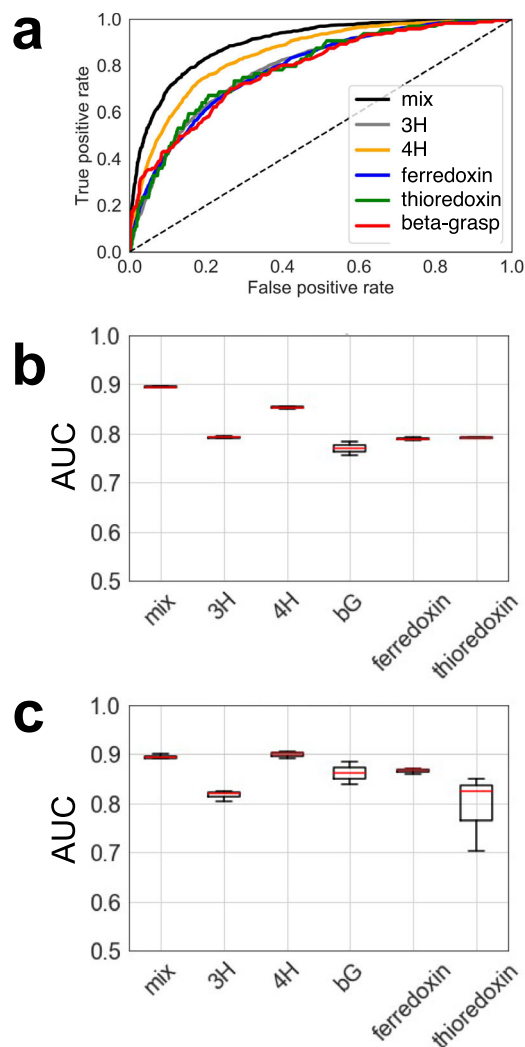 a
1.0
0.8
0.6
0.4
0.2
0.0
True positive rate
mix
3H
4H
ferredoxin
thioredoxin
beta-grasp
0.0 0.2 0.4 0.6 0.8 1.0
False positive rate
b
1.0
0.9
0.8
0.7
0.6
0.5
AUC
mix 3H 4H bG ferredoxin thioredoxin
c
1.0
0.9
0.8
0.7
0.6
0.5
AUC
mix 3H 4H bG ferredoxin thioredoxin